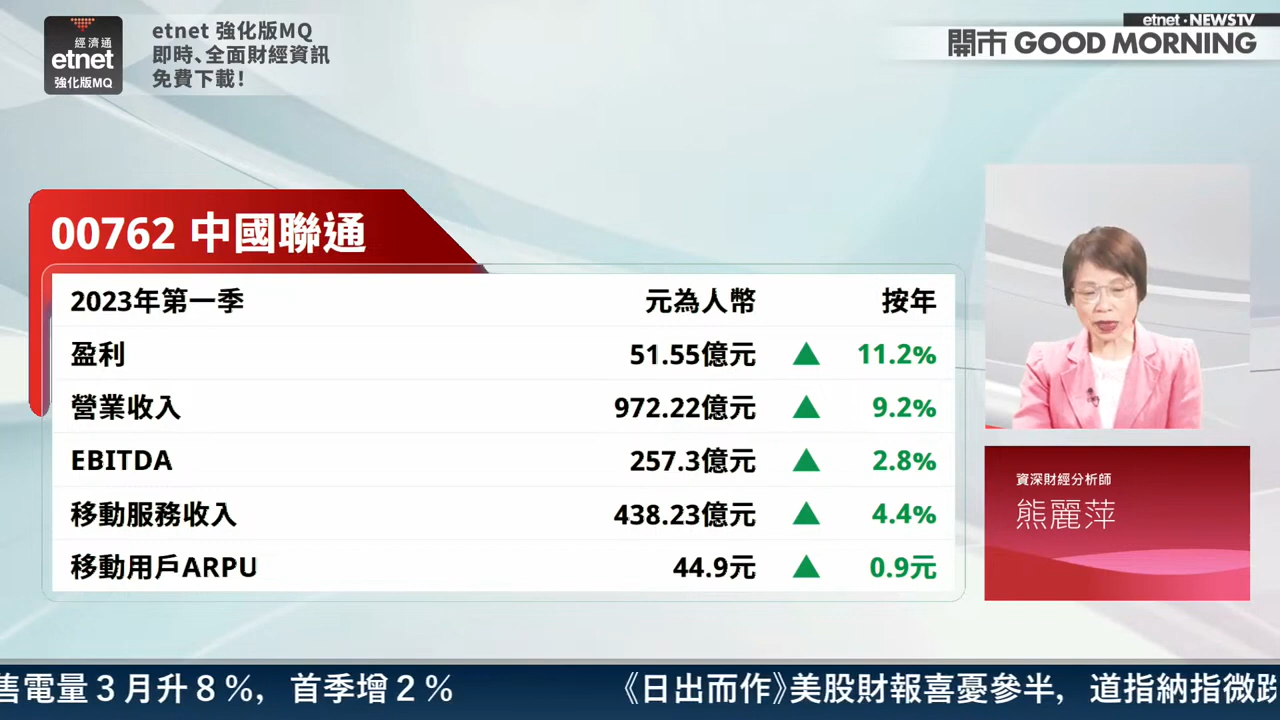 經濟通
etnet
強化版MQ
etnet 強化版MQ
即時、全面財經資訊
免費下載!
etnet·NEWSTV
開市 GOOD MORNING
00762 中國聯通
2023年第一季 元為人幣 按年
盈利 51.55億元 ▲ 11.2%
營業收入 972.22億元 ▲ 9.2%
EBITDA 257.3億元 ▲ 2.8%
移動服務收入 438.23億元 ▲ 4.4%
移動用戶ARPU 44.9元 ▲ 0.9元
資深財經分析師
熊麗萍
售電量3月升8%，首季增2% 《日出而作》美股財報喜憂參半，道指納指微跌